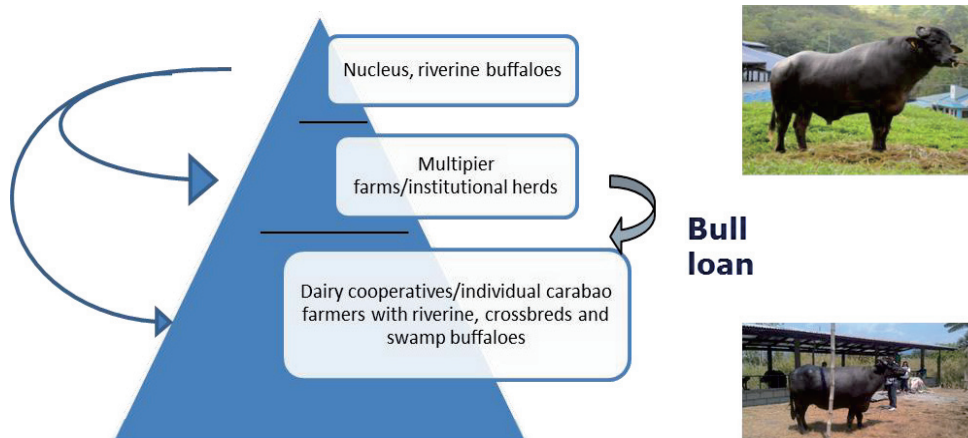 Nucleus, riverine buffaloes
Multipier
farms/institutional herds
Bull
loan
Dairy cooperatives/individual carabao
farmers with riverine, crossbreds and
swamp buffaloes